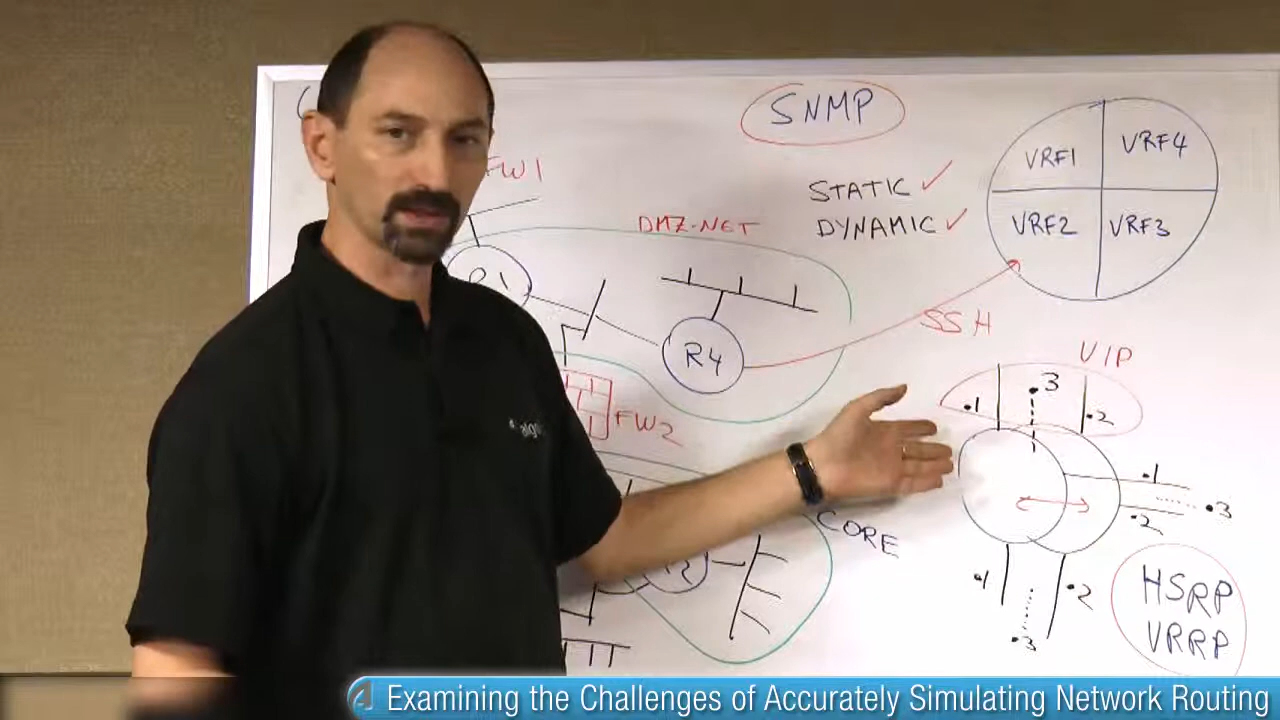 SNMP
FW1
STATIC ✓
DYNAMIC ✓
VRF1
VRF4
VRF2
VRF3
DMZ-NET
R4
SSH
VIP
.1
.3
.2
FW2
.1
.3
.2
CORE
.1
.2
.3
HSRP
VRRP
Examining the Challenges of Accurately Simulating Network Routing